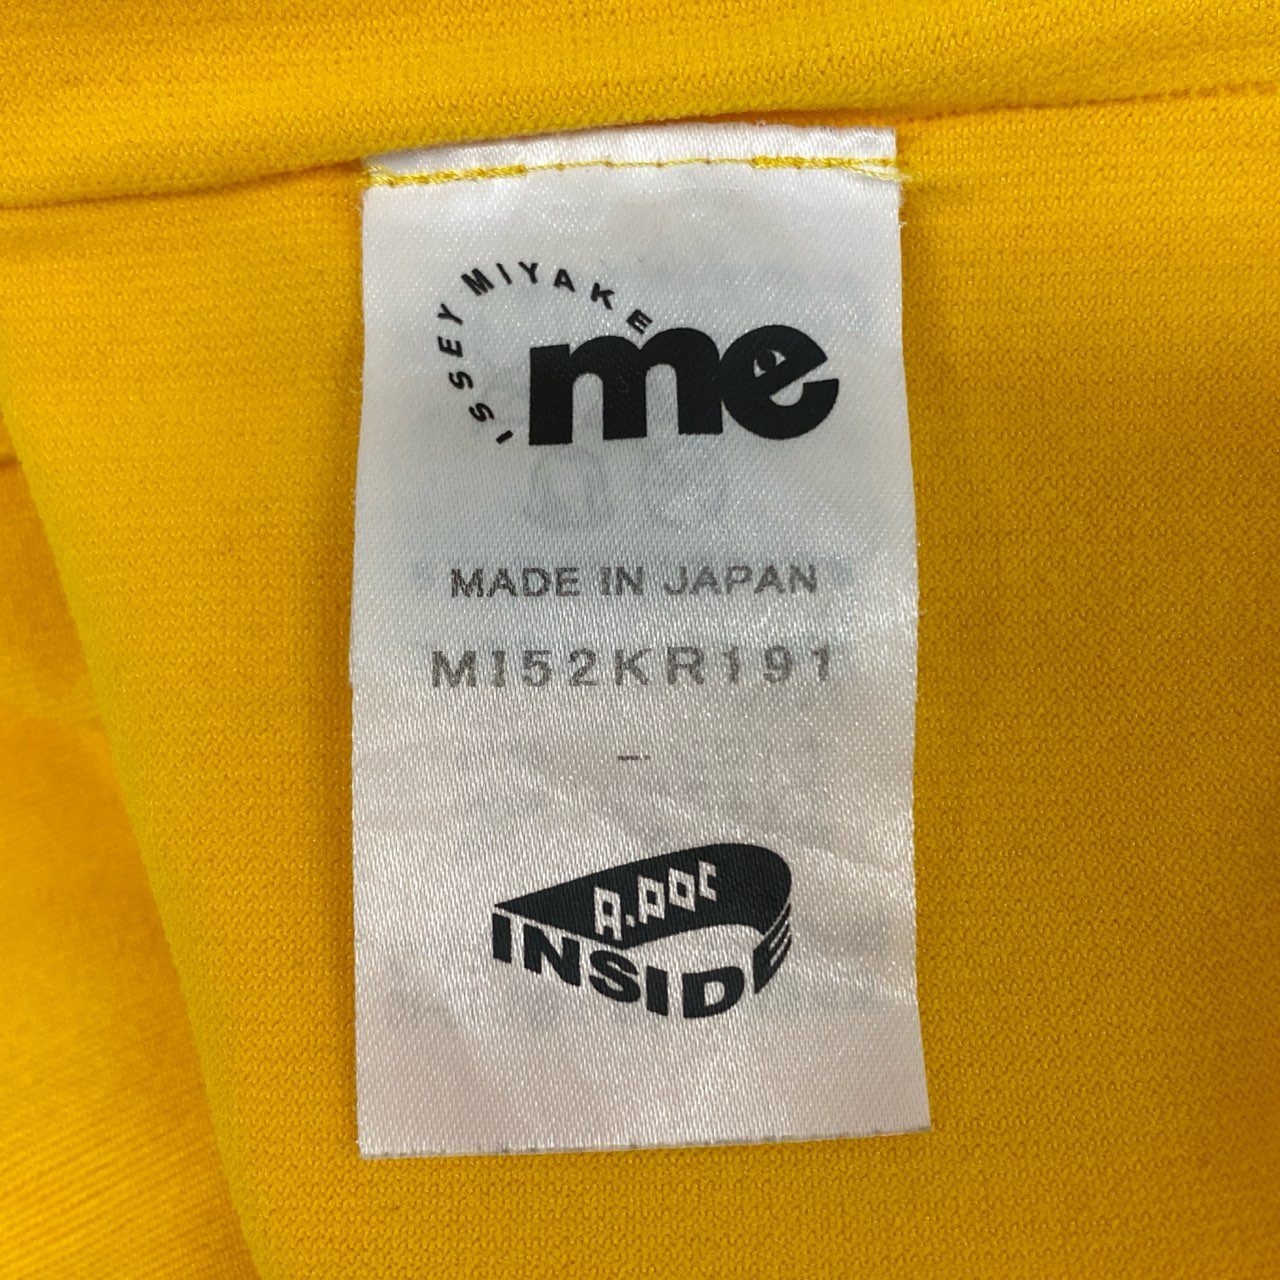 ISSEY MIYAKE
me
MADE IN JAPAN
MI52KR191
A.POC
INSIDE